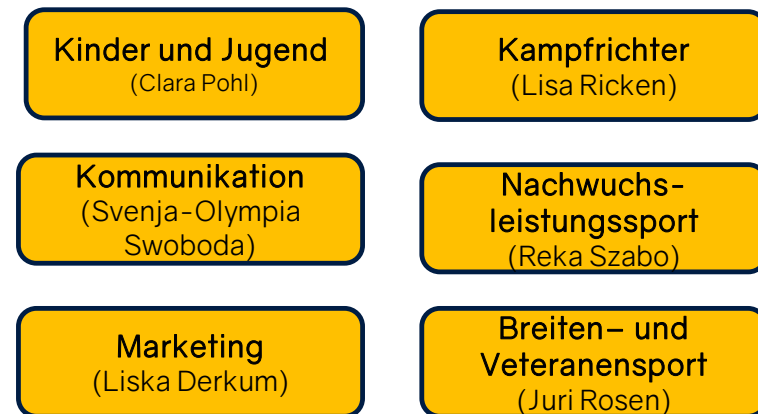 Kinder und Jugend
(Clara Pohl)
Kampfrichter
(Lisa Ricken)
Kommunikation
(Svenja-Olympia
Swoboda)
Nachwuchs-
leistungssport
(Reka Szabo)
Marketing
(Liska Derkum)
Breiten– und
Veteranensport
(Juri Rosen)